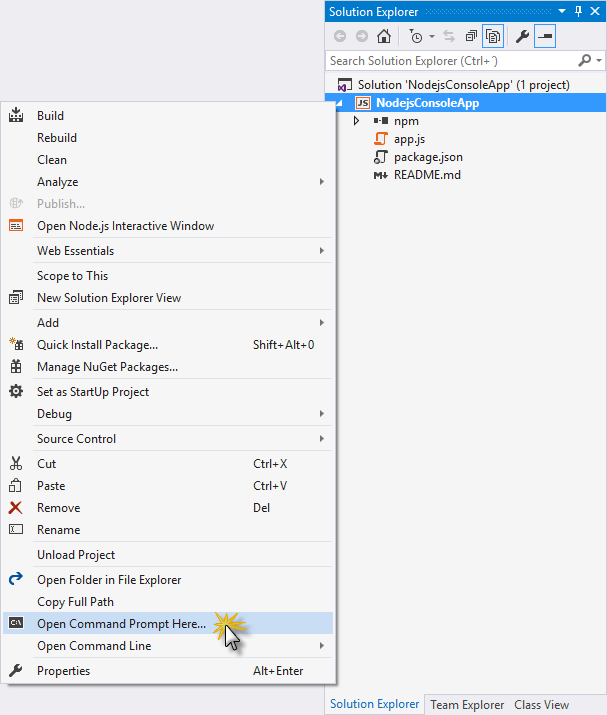 Solution Explorer
Search Solution Explorer (Ctrl+´)
Solution 'NodejsConsoleApp' (1 project)
JS NodejsConsoleApp
npm
app.js
package.json
README.md
Build
Rebuild
Clean
Analyze
Publish...
Open Node.js Interactive Window
Web Essentials
Scope to This
New Solution Explorer View
Add
Quick Install Package... Shift+Alt+0
Manage NuGet Packages...
Set as StartUp Project
Debug
Source Control
Cut Ctrl+X
Paste Ctrl+V
Remove Del
Rename
Unload Project
Open Folder in File Explorer
Copy Full Path
C:\ Open Command Prompt Here...
Open Command Line
Properties Alt+Enter
Solution Explorer Team Explorer Class View